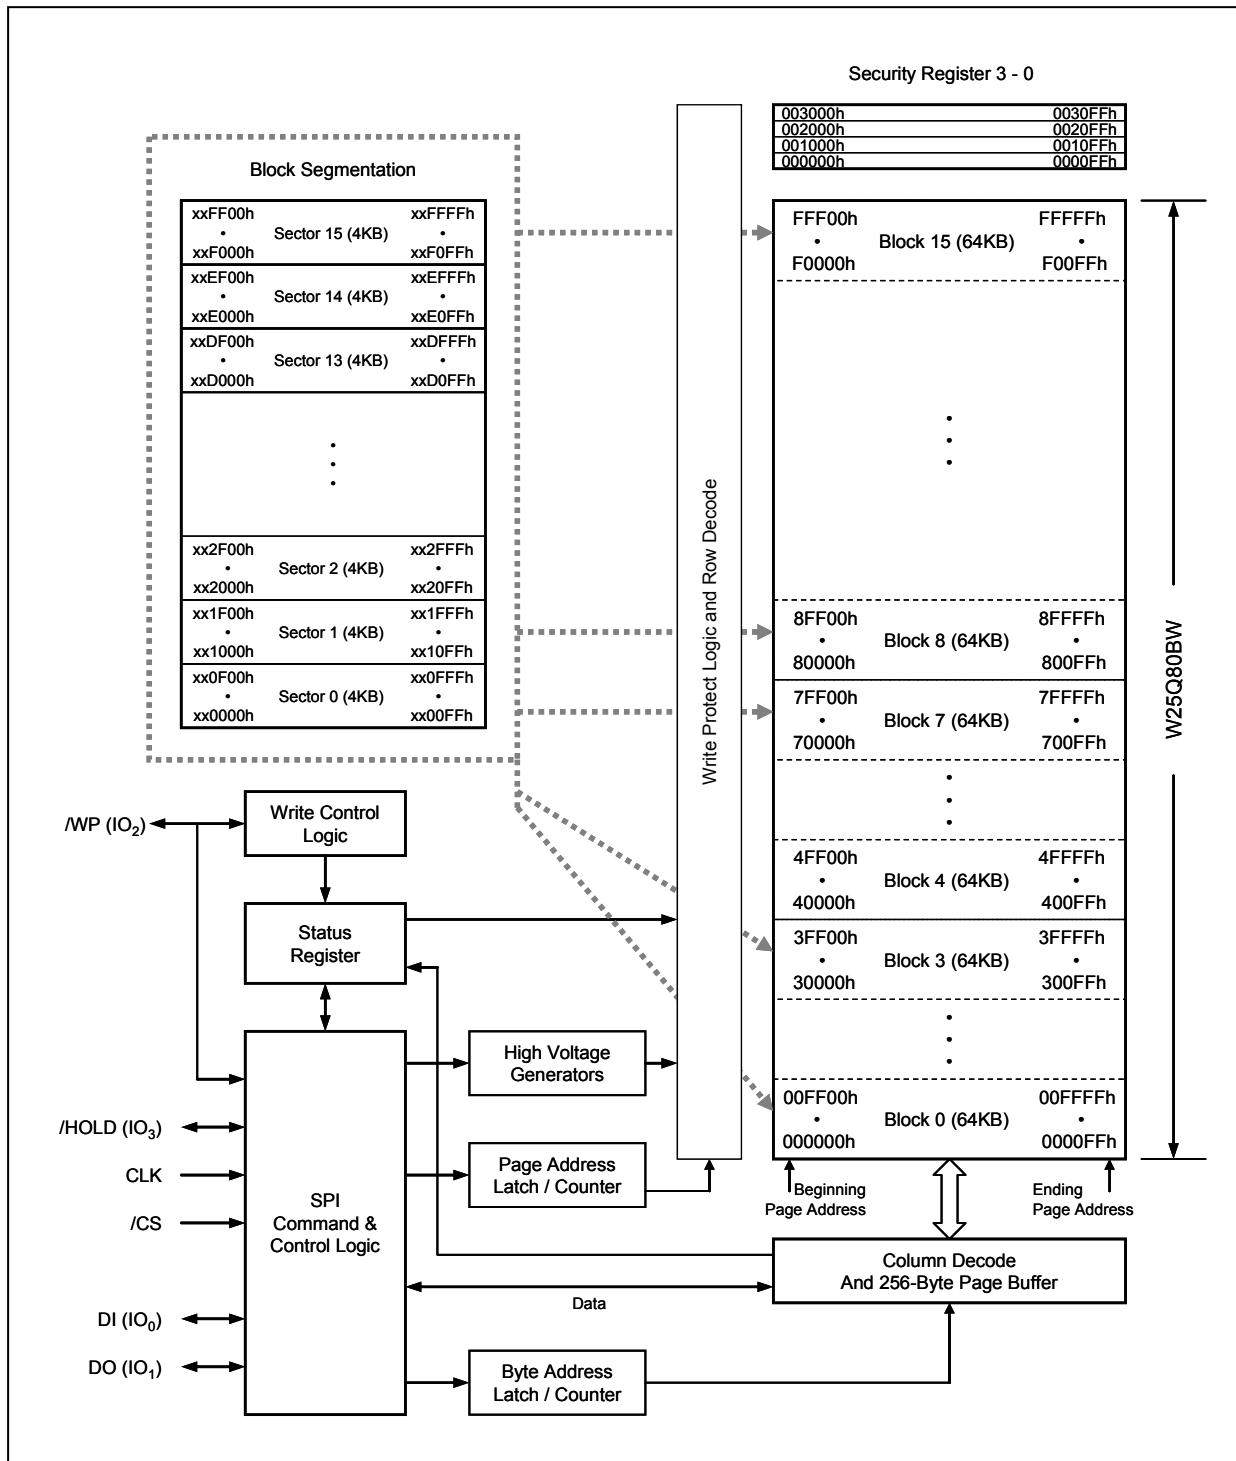 Security Register 3 - 0
003000h 0030FFh
002000h 0020FFh
001000h 0010FFh
000000h 0000FFh
Block Segmentation
xxFF00h xxFFFFh
• Sector 15 (4KB) •
xxF000h xxF0FFh
xxEF00h xxEFFFh
• Sector 14 (4KB) •
xxE000h xxE0FFh
xxDF00h xxDFFFh
• Sector 13 (4KB) •
xxD000h xxD0FFh
xx2F00h xx2FFFh
• Sector 2 (4KB) •
xx2000h xx20FFh
xx1F00h xx1FFFh
• Sector 1 (4KB) •
xx1000h xx10FFh
xx0F00h xx0FFFh
• Sector 0 (4KB) •
xx0000h xx00FFh
Write Protect Logic and Row Decode
FFF00h FFFFFh
• Block 15 (64KB) •
F0000h F00FFh
8FF00h 8FFFFh
• Block 8 (64KB) •
80000h 800FFh
7FF00h 7FFFFh
• Block 7 (64KB) •
70000h 700FFh
4FF00h 4FFFFh
• Block 4 (64KB) •
40000h 400FFh
3FF00h 3FFFFh
• Block 3 (64KB) •
30000h 300FFh
00FF00h 00FFFFh
• Block 0 (64KB) •
000000h 0000FFh
W25Q80BW
Beginning
Page Address
Ending
Page Address
/WP (IO2)
Write Control
Logic
Status
Register
High Voltage
Generators
/HOLD (IO3)
CLK
/CS
DI (IO0)
DO (IO1)
SPI
Command &
Control Logic
Page Address
Latch / Counter
Column Decode
And 256-Byte Page Buffer
Data
Byte Address
Latch / Counter